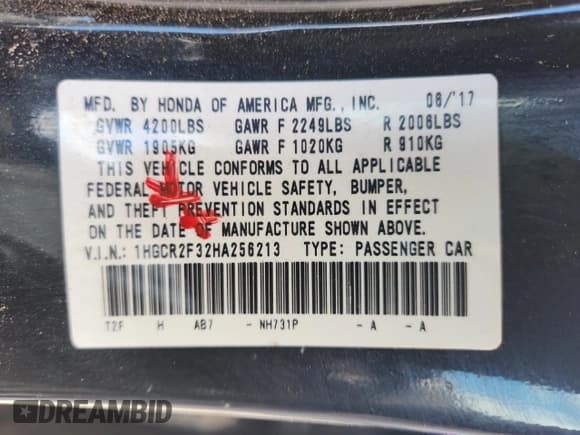 MFD. BY HONDA OF AMERICA MFG., INC. 06/'17
GVWR 4200LBS GAWR F 2249LBS R 2006LBS
GVWR 1905KG GAWR F 1020KG R 910KG
THIS VEHICLE CONFORMS TO ALL APPLICABLE
FEDERAL MOTOR VEHICLE SAFETY, BUMPER,
AND THEFT PREVENTION STANDARDS IN EFFECT
ON THE DATE OF MANUFACTURE SHOWN ABOVE.
V.I.N.: 1HGCR2F32HA256213 TYPE: PASSENGER CAR
T2F H AB7 - NH731P - A - A
DREAMBID